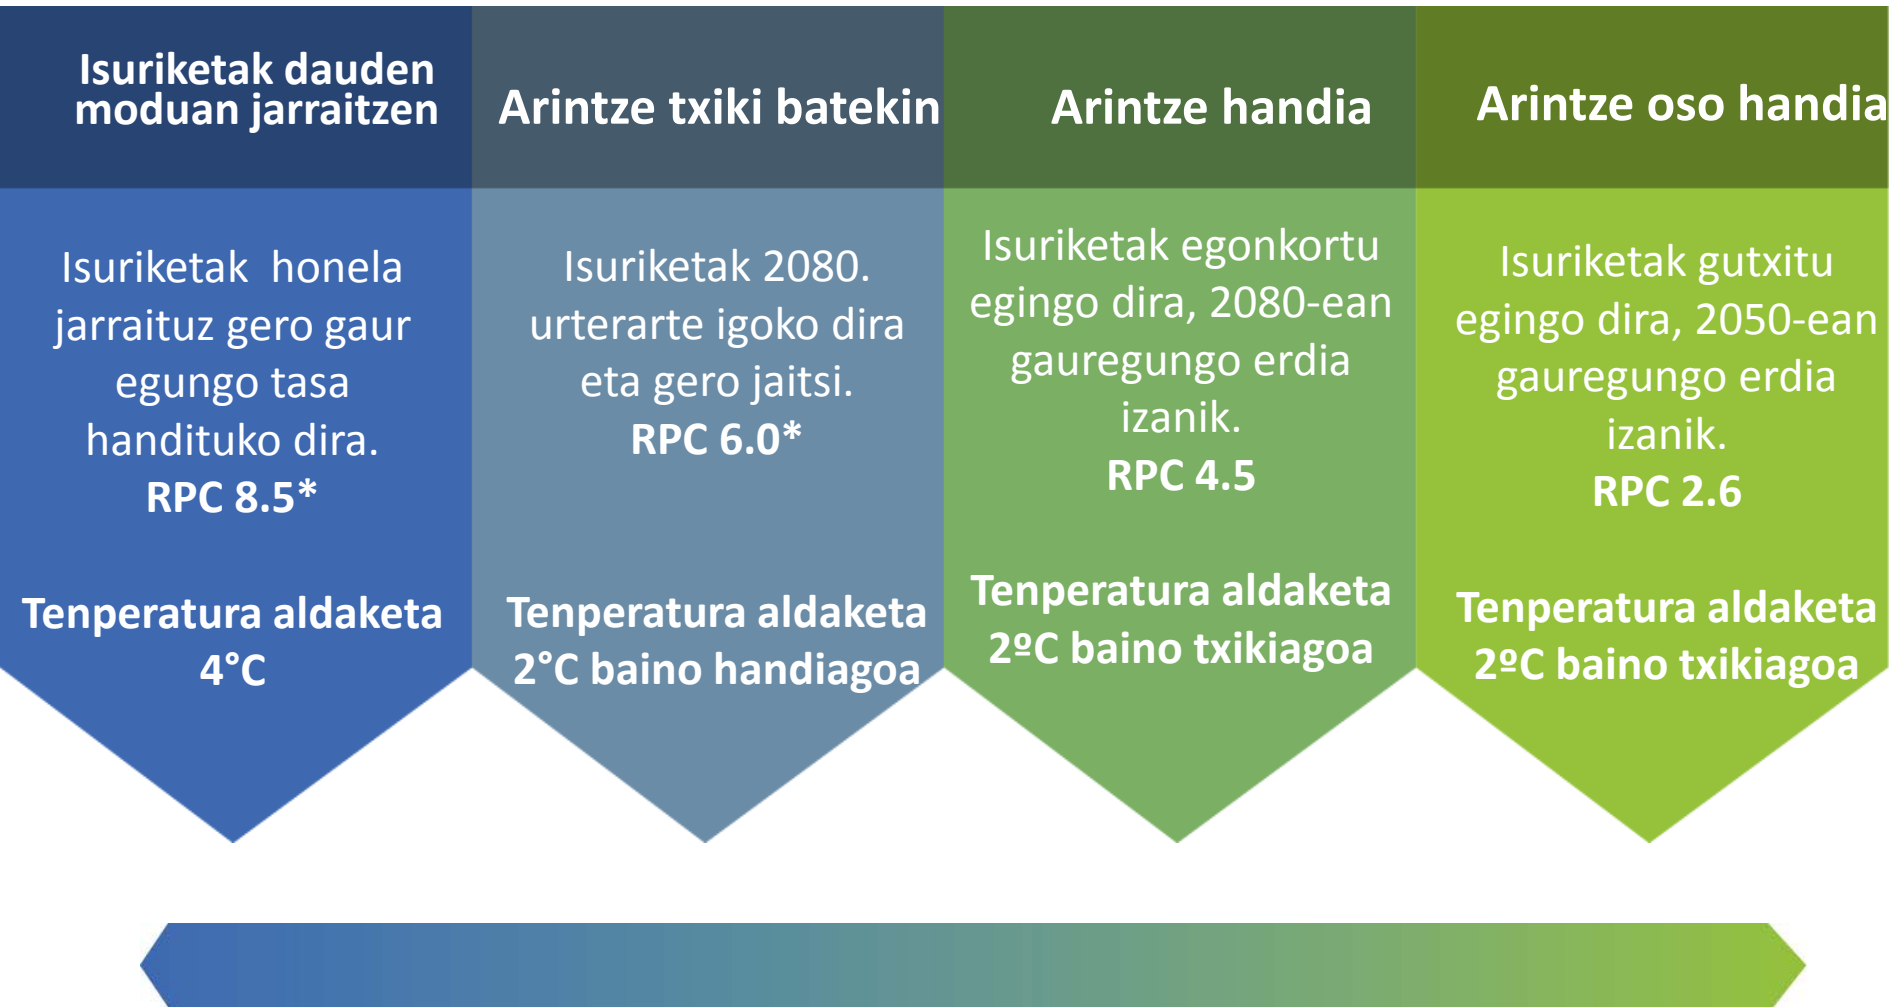 Isuriketak dauden
moduan jarraitzen
Isuriketak honela
jarraituz gero gaur
egungo tasa
handituko dira.
RPC 8.5*
Tenperatura aldaketa
4°C
Arintze txiki batekin
Isuriketak 2080.
urterarte igoko dira
eta gero jaitsi.
RPC 6.0*
Tenperatura aldaketa
2°C baino handiagoa
Arintze handia
Isuriketak egonkortu
egingo dira, 2080-ean
gauregungo erdia
izanik.
RPC 4.5
Tenperatura aldaketa
2ºC baino txikiagoa
Arintze oso handia
Isuriketak gutxitu
egingo dira, 2050-ean
gauregungo erdia
izanik.
RPC 2.6
Tenperatura aldaketa
2ºC baino txikiagoa